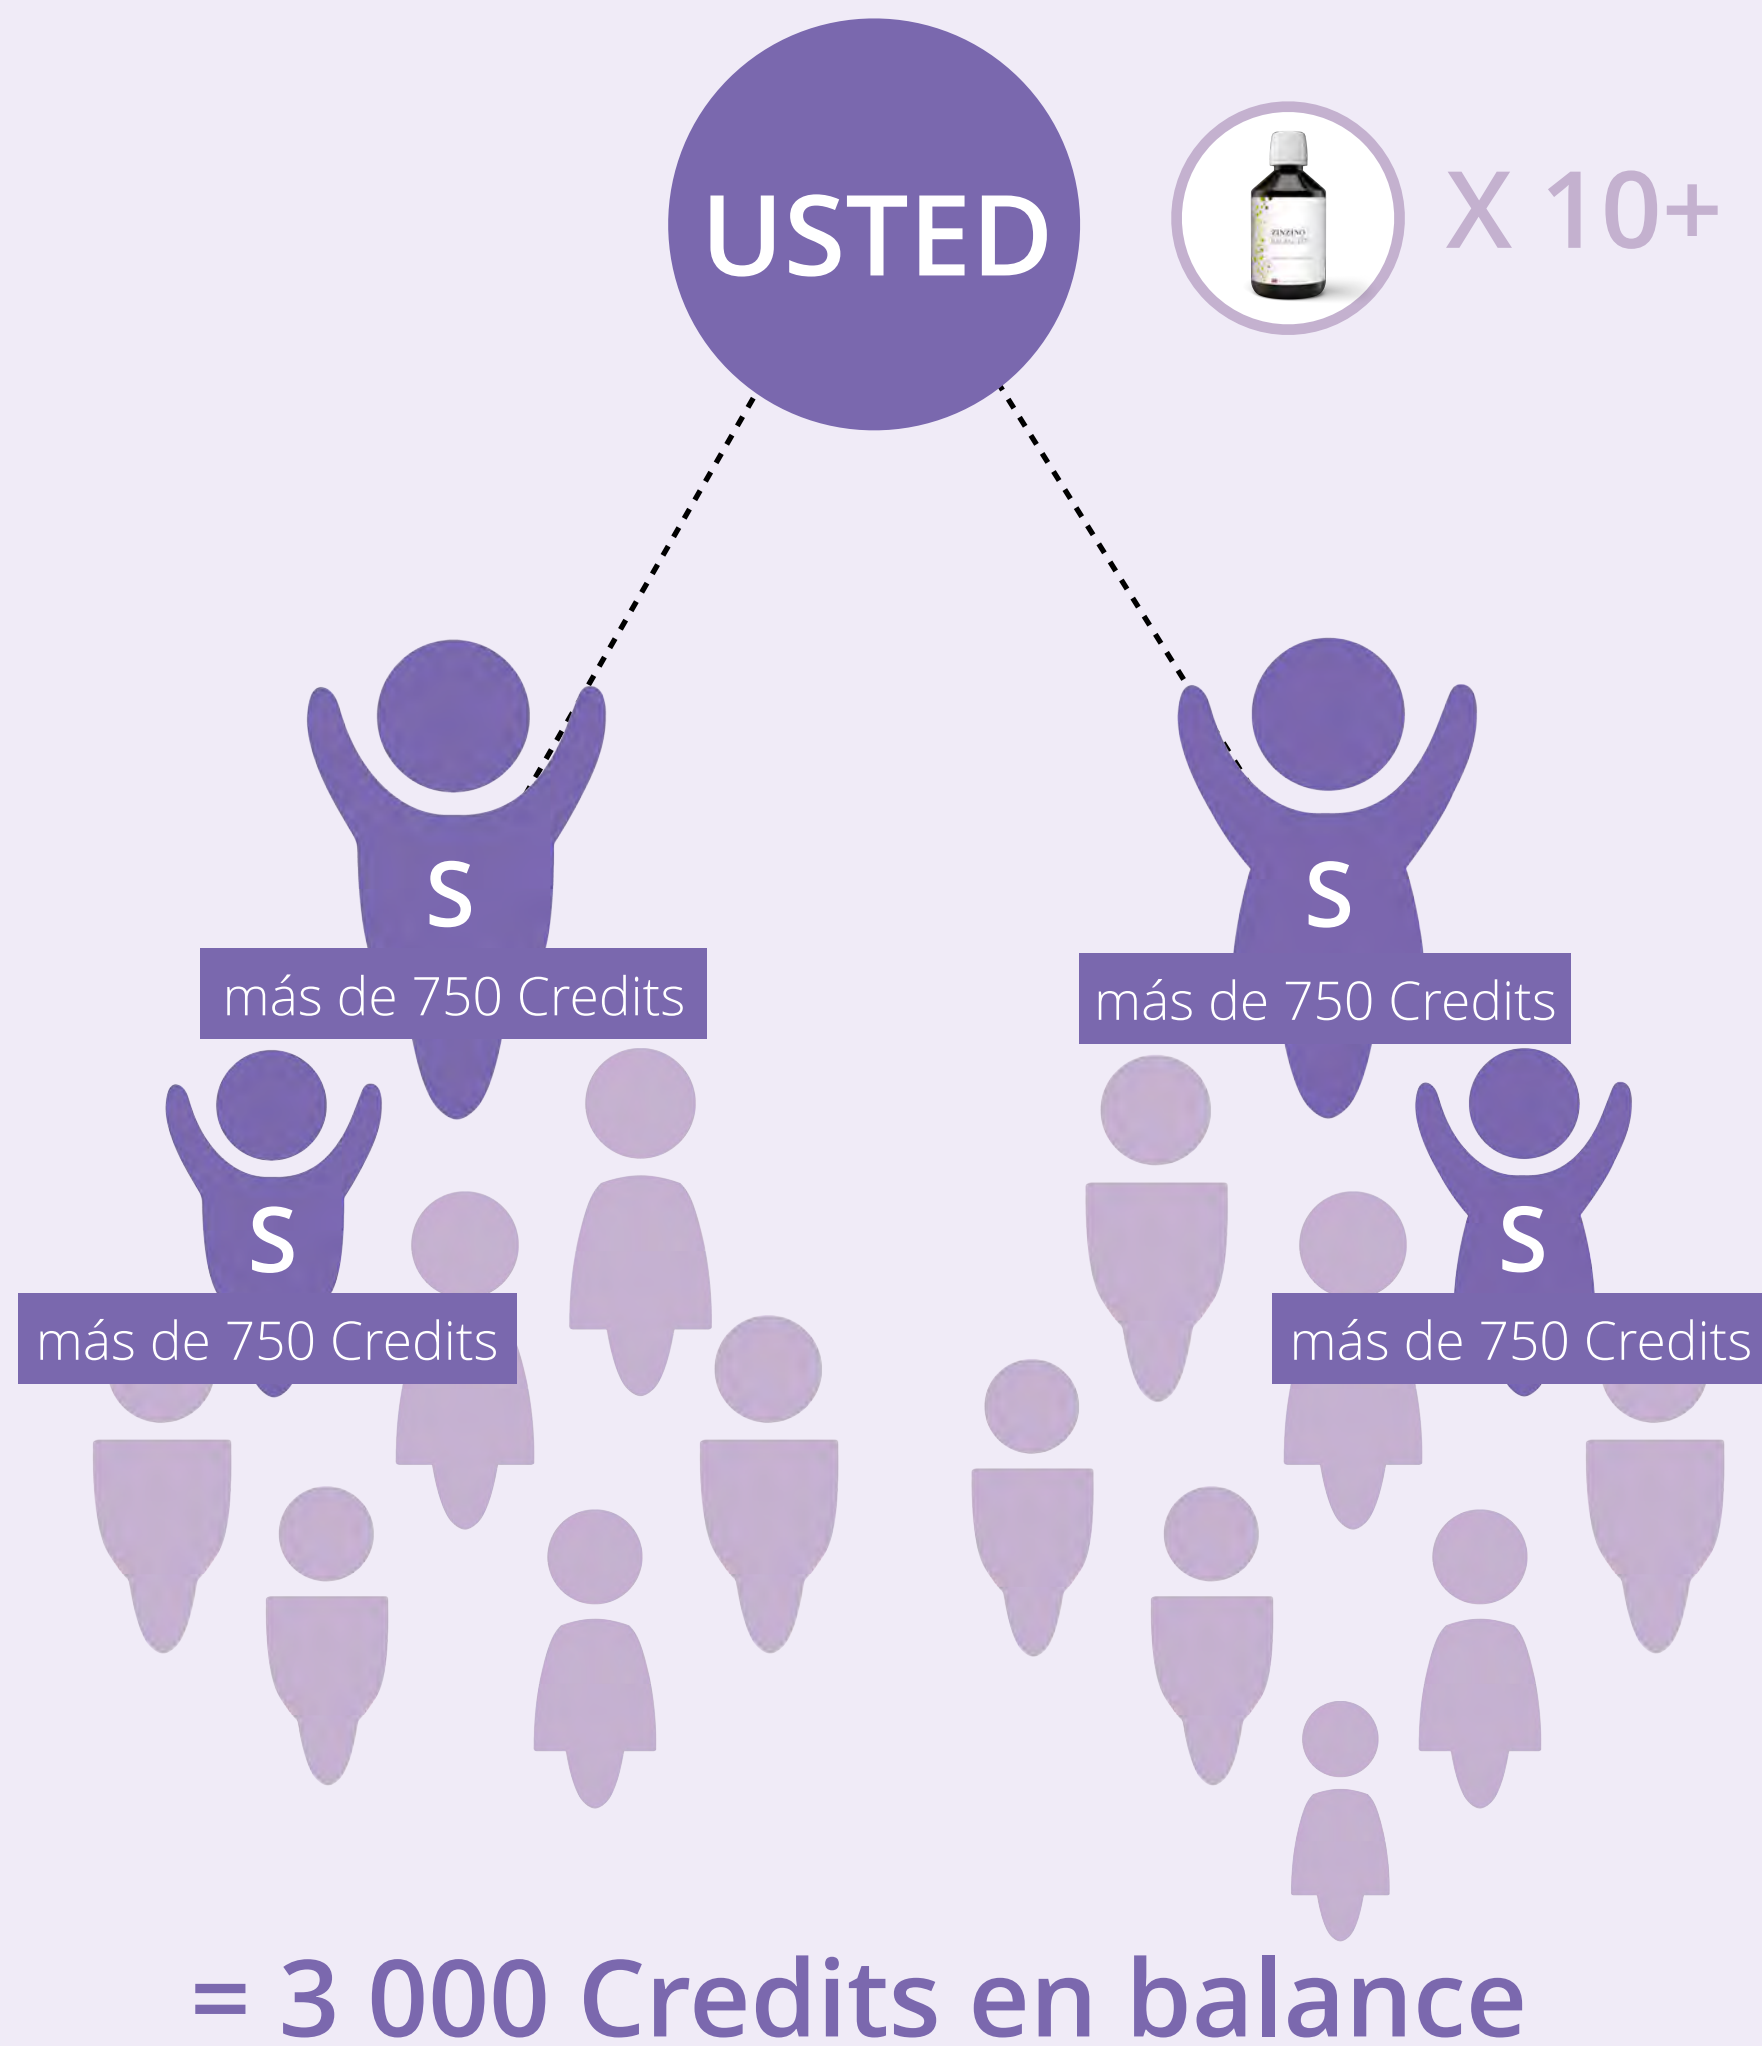 USTED
ZINZINO
X 10+
S
S
más de 750 Credits
más de 750 Credits
S
S
más de 750 Credits
más de 750 Credits
= 3 000 Credits en balance